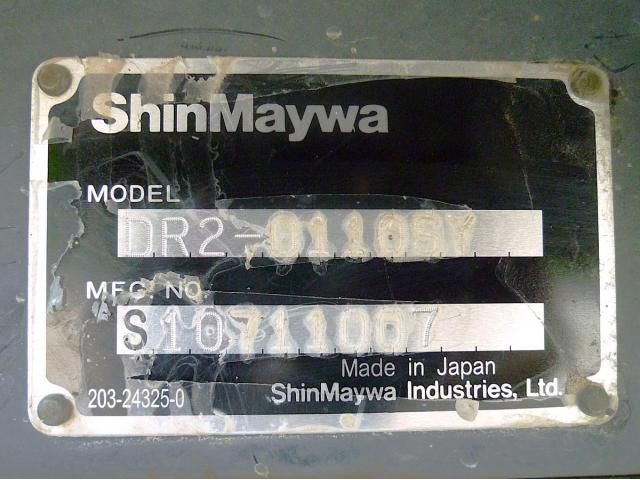 ShinMaywa
MODEL
DR2-0110SY
MFG. NO
S10711007
Made in Japan
203-24325-0
ShinMaywa Industries, Ltd.